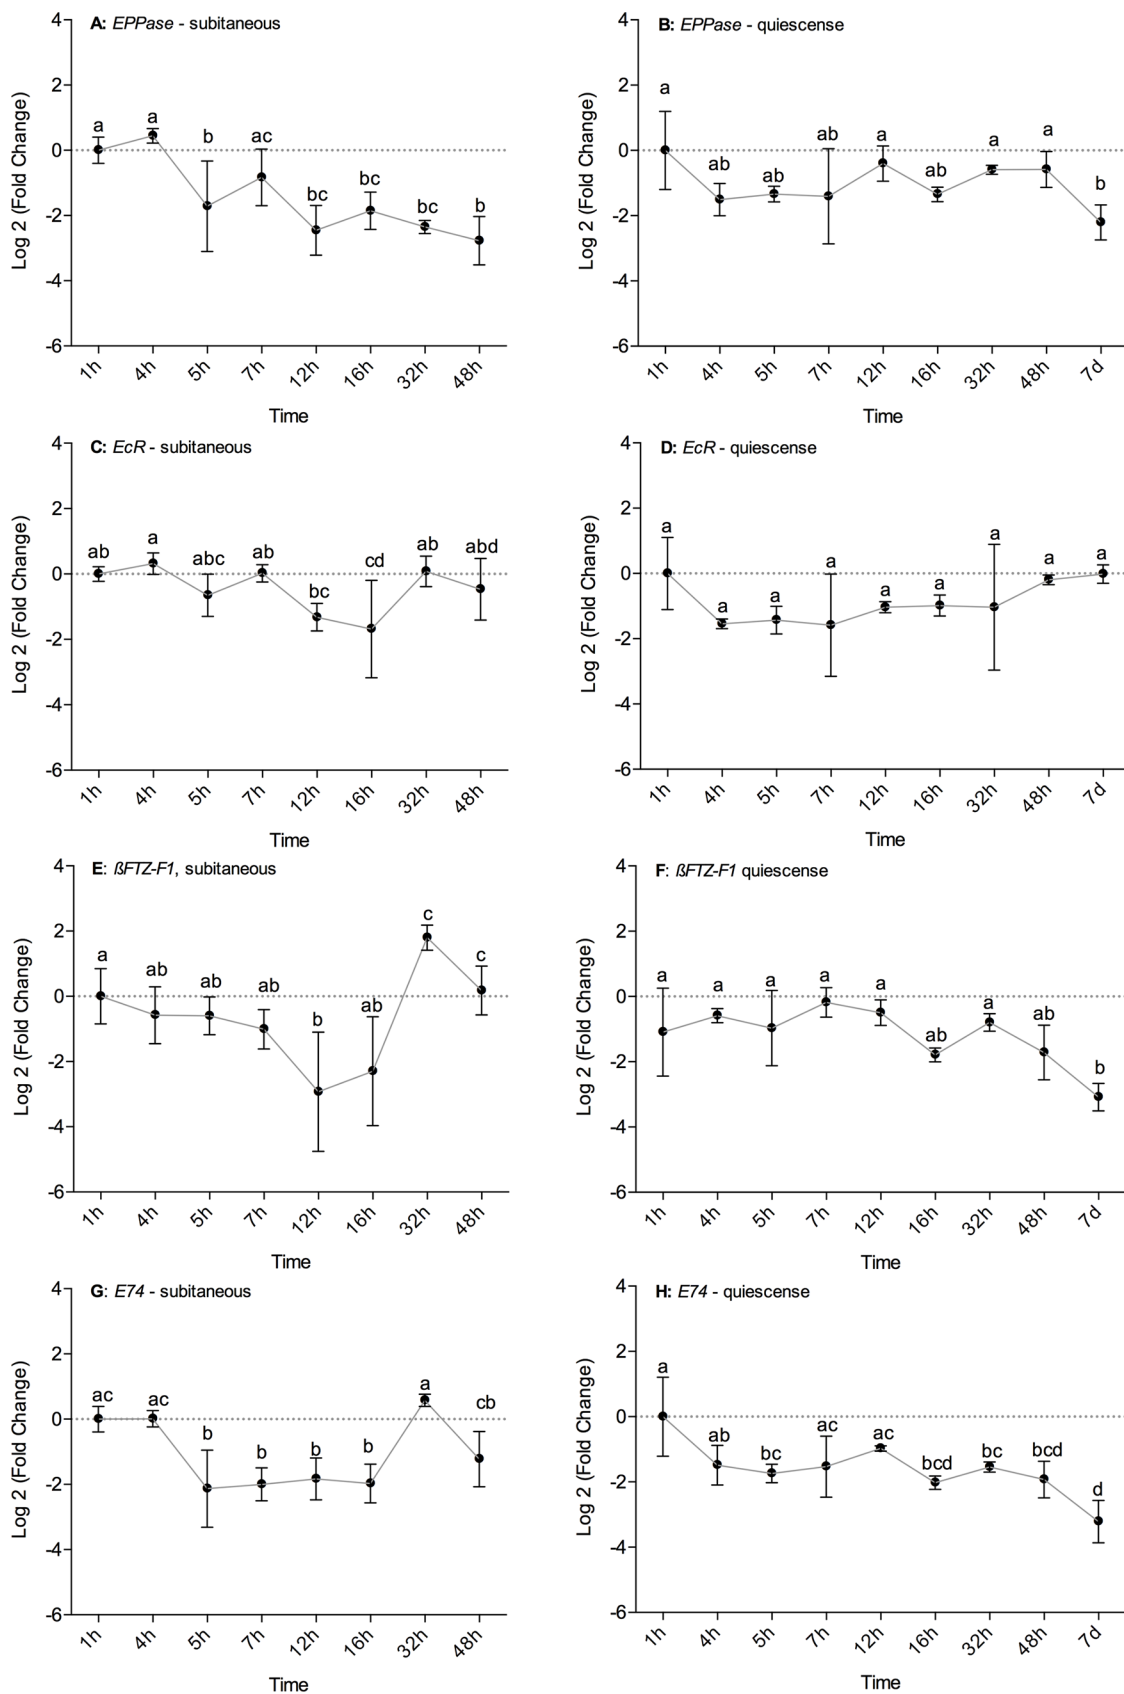 A: EPPase - subitaneous
4
2
0
-2
-4
-6
Log 2 (Fold Change)
a
a
b
ac
bc
bc
bc
b
1h
4h
5h
7h
12h
16h
32h
48h
Time
B: EPPase - quiescense
4
2
0
-2
-4
-6
Log 2 (Fold Change)
a
ab
ab
ab
a
ab
a
a
b
1h
4h
5h
7h
12h
16h
32h
48h
7d
Time
C: EcR - subitaneous
4
2
0
-2
-4
-6
Log 2 (Fold Change)
ab
a
abc
ab
bc
cd
ab
abd
1h
4h
5h
7h
12h
16h
32h
48h
Time
D: EcR - quiescense
4
2
0
-2
-4
-6
Log 2 (Fold Change)
a
a
a
a
a
a
a
a
a
1h
4h
5h
7h
12h
16h
32h
48h
7d
Time
E: ßFTZ-F1, subitaneous
4
2
0
-2
-4
-6
Log 2 (Fold Change)
a
ab
ab
ab
b
ab
c
c
1h
4h
5h
7h
12h
16h
32h
48h
Time
F: ßFTZ-F1 quiescense
4
2
0
-2
-4
-6
Log 2 (Fold Change)
a
a
a
a
a
ab
a
ab
b
1h
4h
5h
7h
12h
16h
32h
48h
7d
Time
G: E74 - subitaneous
4
2
0
-2
-4
-6
Log 2 (Fold Change)
ac
ac
b
b
b
b
a
cb
1h
4h
5h
7h
12h
16h
32h
48h
Time
H: E74 - quiescense
4
2
0
-2
-4
-6
Log 2 (Fold Change)
a
ab
bc
ac
ac
bcd
bc
bcd
d
1h
4h
5h
7h
12h
16h
32h
48h
7d
Time